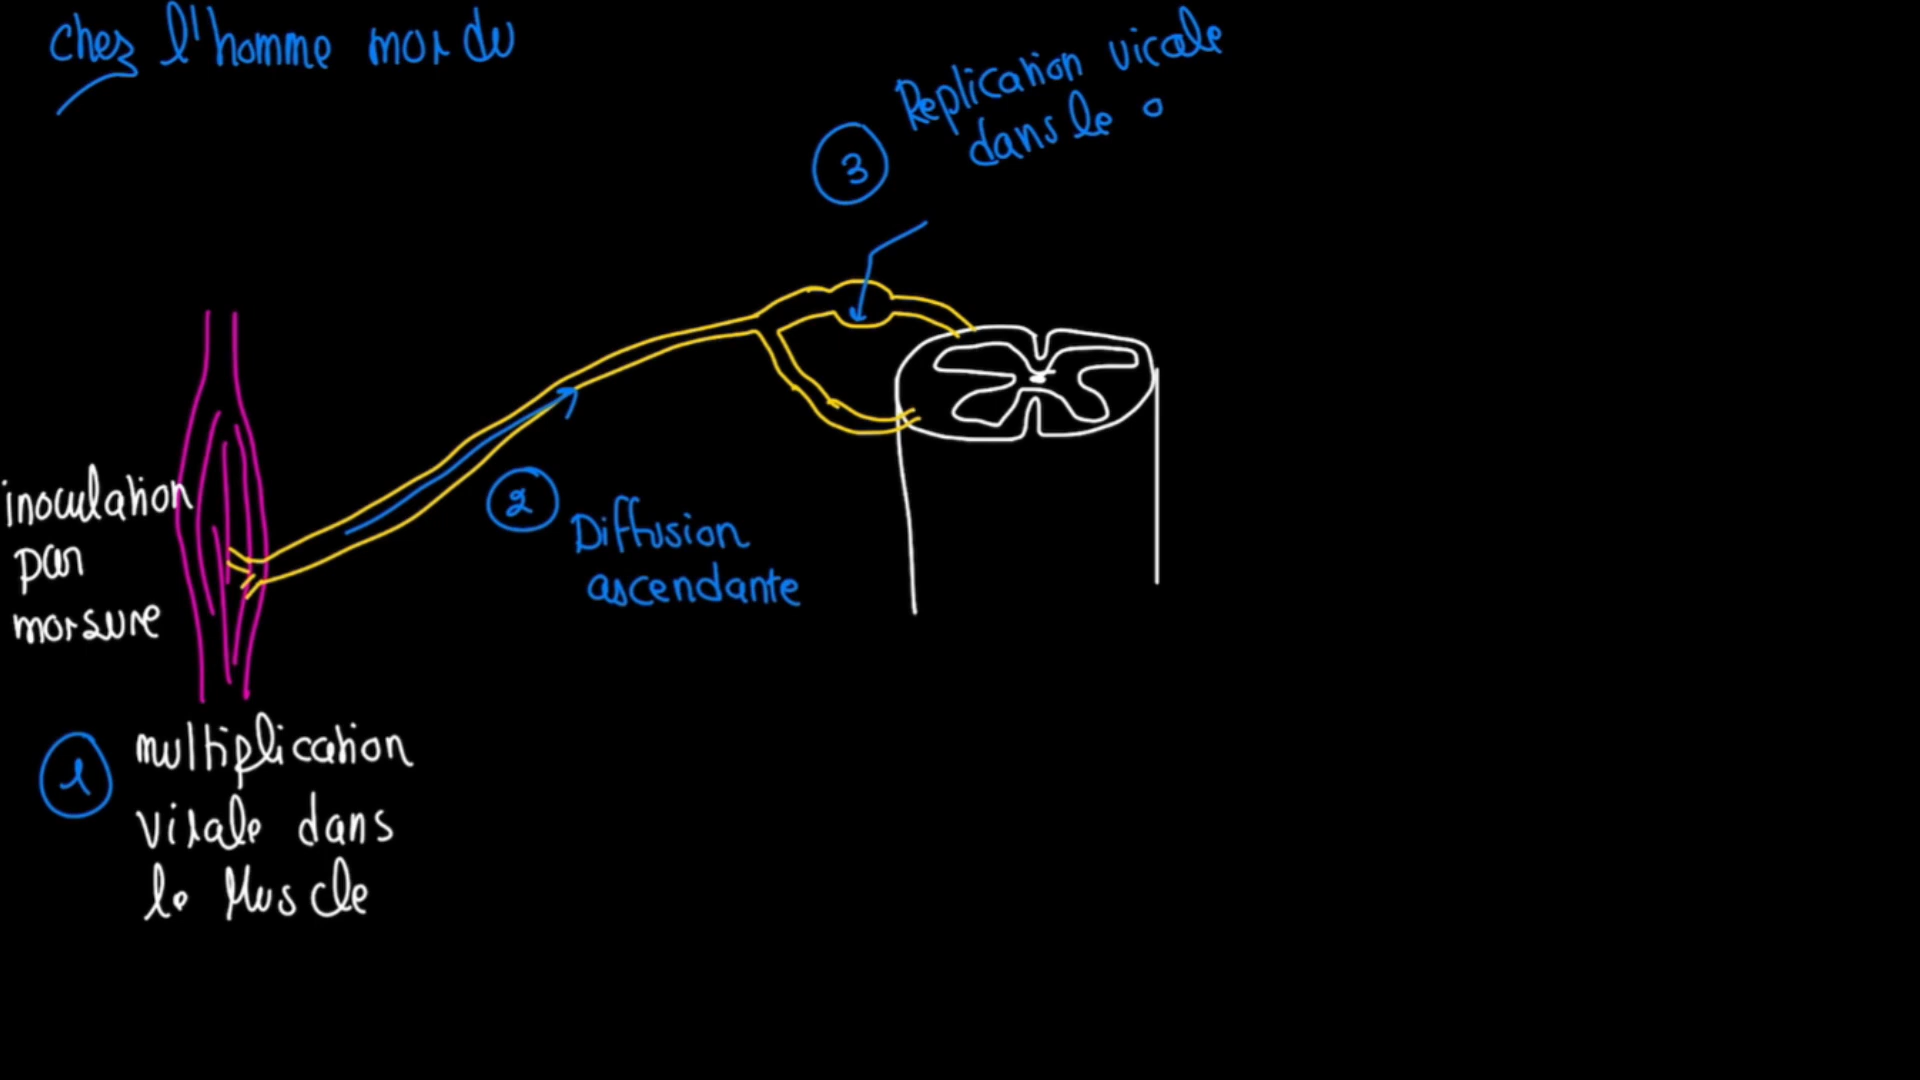 chez l'homme mordu
3
Replication virale
dans le
inoculation
par
morsure
2
Diffusion
ascendante
1
multiplication
virale dans
le Muscle